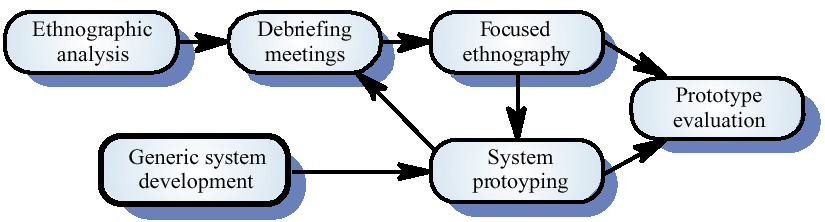 Ethnographic
analysis
Debriefing
meetings
Focused
ethnography
Prototype
evaluation
Generic system
development
System
protoyping